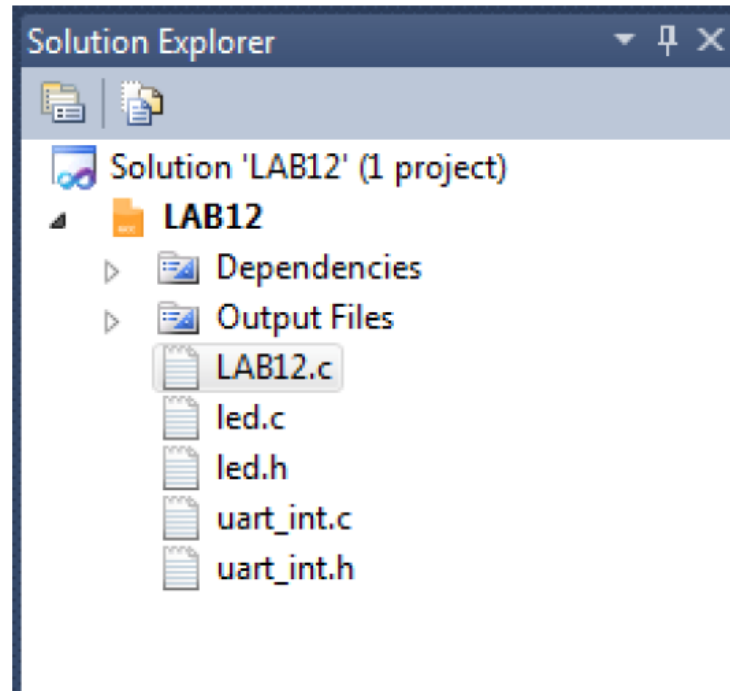 Solution Explorer
Solution 'LAB12' (1 project)
LAB12
Dependencies
Output Files
LAB12.c
led.c
led.h
uart_int.c
uart_int.h